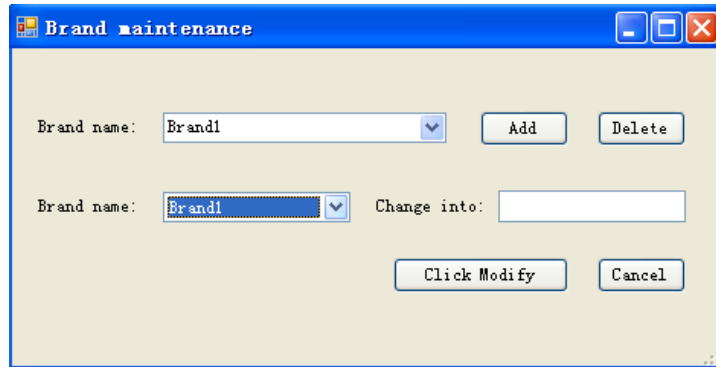 Brand maintenance
Brand name: Brand1 Add Delete
Brand name: Brand1 Change into:
Click Modify Cancel